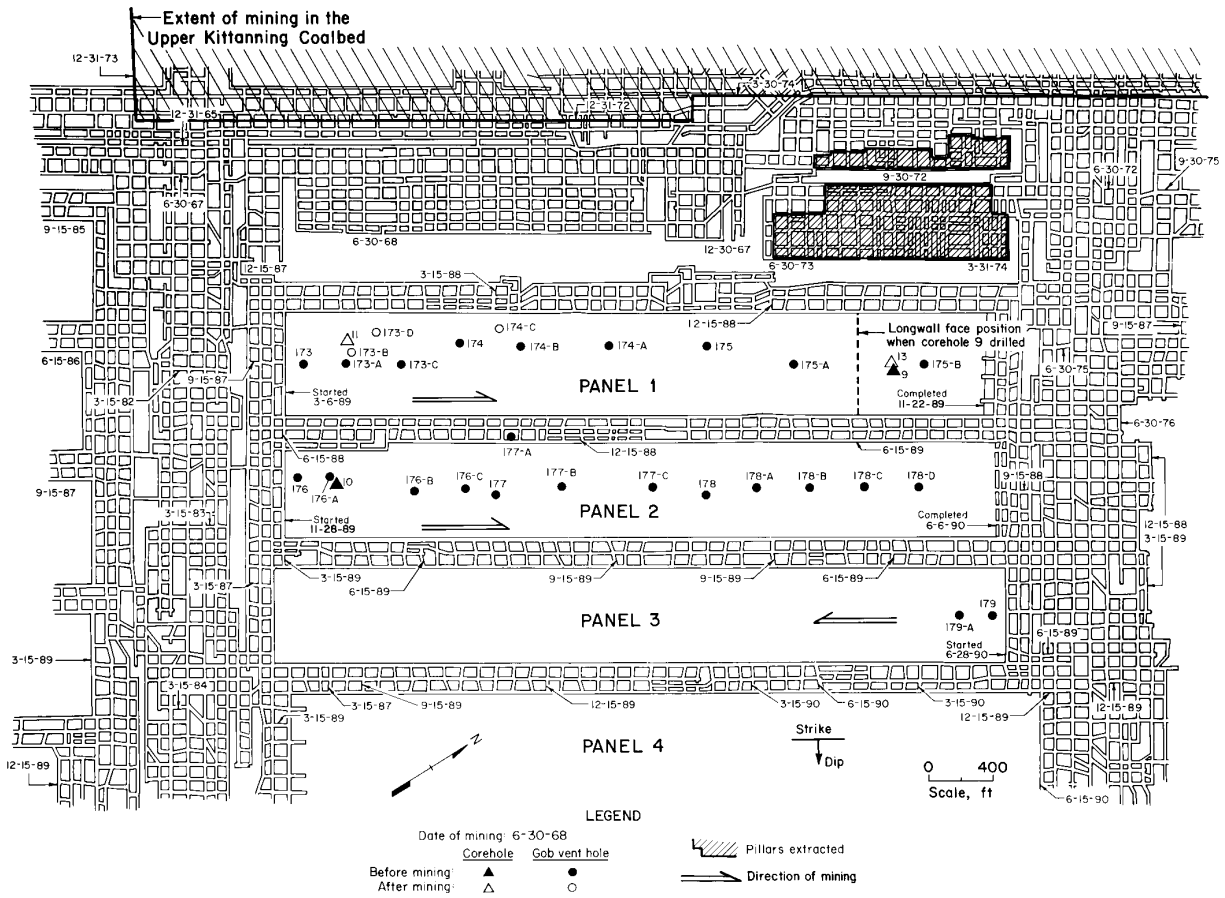 Extent of mining in the
Upper Kittanning Coalbed
12-31-73
3-30-74
12-31-72
12-31-65
9-30-72
6-30-72
9-30-75
6-30-67
9-15-85
6-30-68
12-30-67
6-30-73
3-31-74
12-15-87
3-15-88
12-15-88
9-15-87
6-15-86
9-15-87
3-15-82
6-30-75
11
173-D
174-C
173
173-B
173-A
173-C
174
174-B
174-A
175
175-A
Longwall face position
when corehole 9 drilled
13
9
175-B
PANEL 1
Started
3-6-89
Completed
11-22-89
6-30-76
177-A
6-15-88
12-15-88
6-15-89
9-15-88
9-15-87
176
176-A
10
176-B
176-C
177
177-B
177-C
178
178-A
178-B
178-C
178-D
3-15-83
Started
11-28-89
PANEL 2
Completed
6-6-90
12-15-88
3-15-89
3-15-87
3-15-89
6-15-89
9-15-89
9-15-89
6-15-89
PANEL 3
179-A
179
Started
6-28-90
6-15-89
3-15-89
3-15-84
3-15-89
3-15-87
9-15-89
12-15-89
3-15-90
6-15-90
3-15-90
12-15-89
12-15-89
12-15-89
PANEL 4
N
Strike
Dip
0 400
Scale, ft
6-15-90
LEGEND
Date of mining: 6-30-68
Corehole Gob vent hole
Before mining:
After mining:
Pillars extracted
Direction of mining